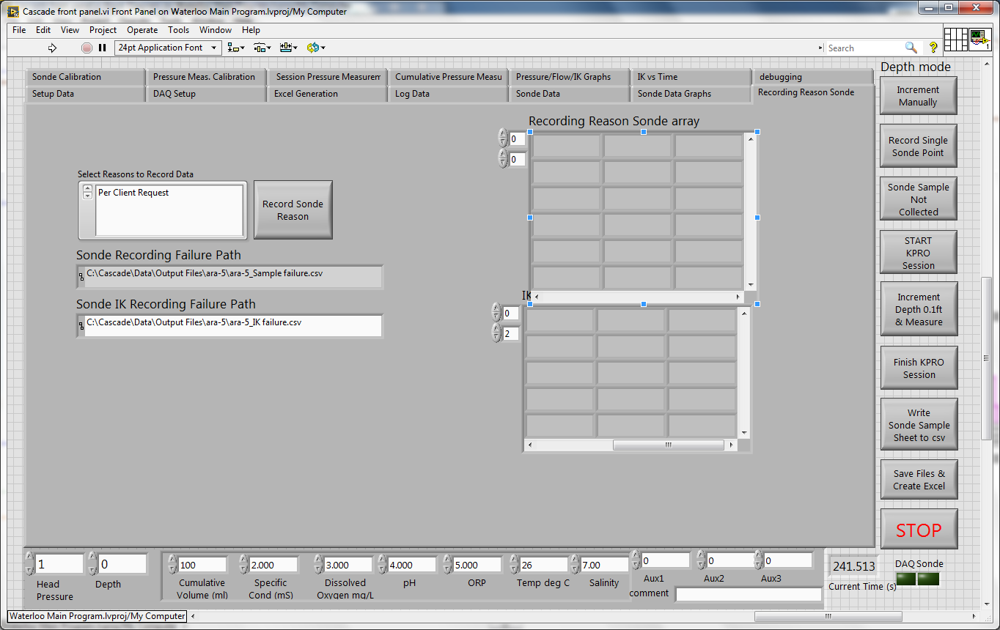 Cascade front panel.vi Front Panel on Waterloo Main Program.lvproj/My Computer
File Edit View Project Operate Tools Window Help
24pt Application Font
Search
?
1
Sonde Calibration
Pressure Meas. Calibration
Session Pressure Measurem
Cumulative Pressure Measu
Pressure/Flow/IK Graphs
IK vs Time
debugging
Setup Data
DAQ Setup
Excel Generation
Log Data
Sonde Data
Sonde Data Graphs
Recording Reason Sonde
Recording Reason Sonde array
0
0
Select Reasons to Record Data
Per Client Request
Record Sonde
Reason
Sonde Recording Failure Path
C:\Cascade\Data\Output Files\ara-5\ara-5_Sample failure.csv
Sonde IK Recording Failure Path
C:\Cascade\Data\Output Files\ara-5\ara-5_IK failure.csv
IK
0
2
Depth mode
Increment
Manually
Record Single
Sonde Point
Sonde Sample
Not
Collected
START
KPRO
Session
Increment
Depth 0.1ft
& Measure
Finish KPRO
Session
Write
Sonde Sample
Sheet to csv
Save Files &
Create Excel
STOP
1
Head
Pressure
0
Depth
100
Cumulative
Volume (ml)
2.000
Specific
Cond (mS)
3.000
Dissolved
Oxygen mg/L
4.000
pH
5.000
ORP
26
Temp deg C
7.00
Salinity
0
Aux1
0
Aux2
0
Aux3
comment
241.513
Current Time (s)
DAQ Sonde
Waterloo Main Program.lvproj/My Computer